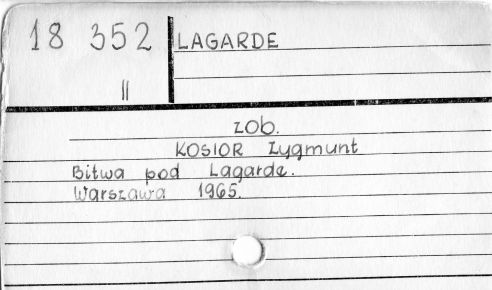 18 352 LAGARDE
II
zob.
KOSIOR Zygmunt
Bitwa pod Lagarde.
Warszawa 1965.